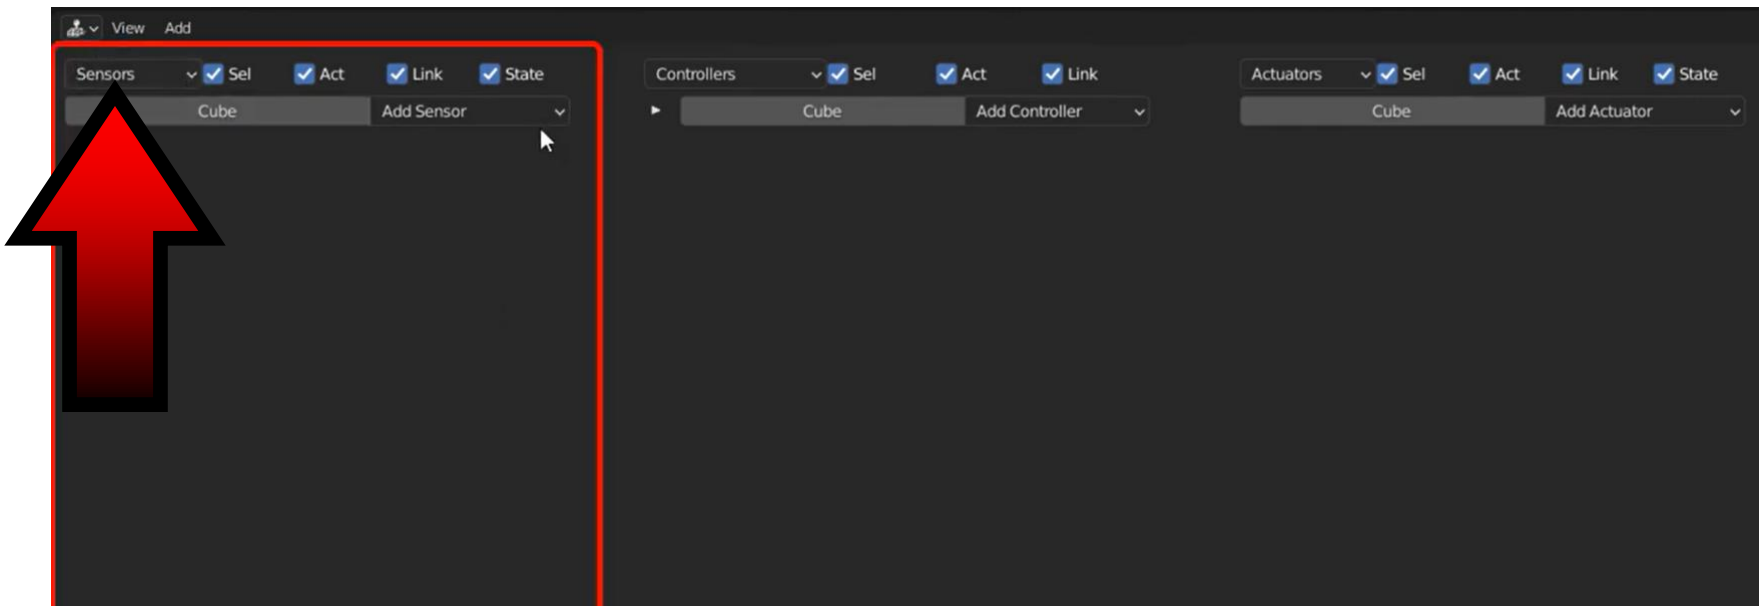 View Add
Sensors Sel Act Link State Controllers Sel Act Link Actuators Sel Act Link State
Cube Add Sensor Cube Add Controller Cube Add Actuator